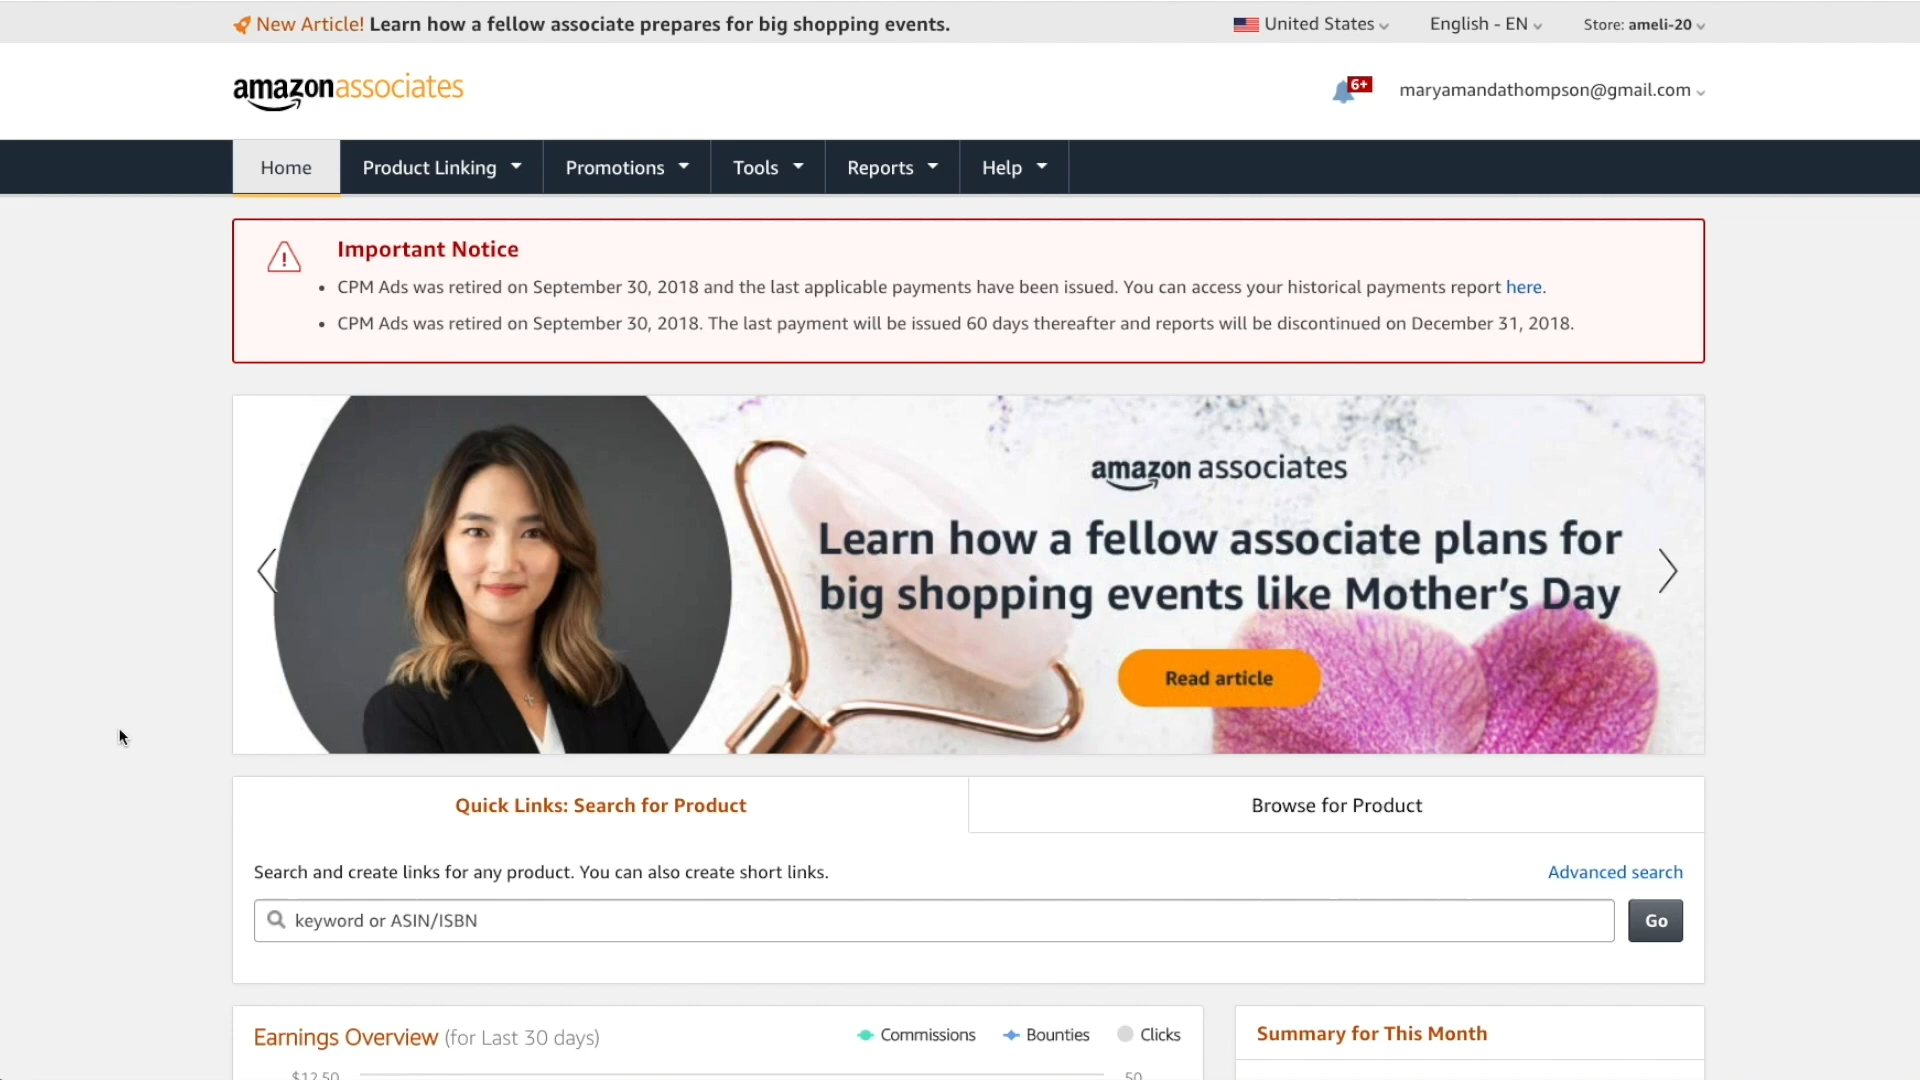 New Article! Learn how a fellow associate prepares for big shopping events.
United States
English - EN
Store: ameli-20
amazonassociates
6+
maryamandathompson@gmail.com
Home
Product Linking
Promotions
Tools
Reports
Help
Important Notice
• CPM Ads was retired on September 30, 2018 and the last applicable payments have been issued. You can access your historical payments report here.
• CPM Ads was retired on September 30, 2018. The last payment will be issued 60 days thereafter and reports will be discontinued on December 31, 2018.
amazon associates
Learn how a fellow associate plans for
big shopping events like Mother's Day
Read article
Quick Links: Search for Product
Browse for Product
Search and create links for any product. You can also create short links.
Advanced search
keyword or ASIN/ISBN
Go
Earnings Overview (for Last 30 days)
Commissions
Bounties
Clicks
Summary for This Month
$12.50
50